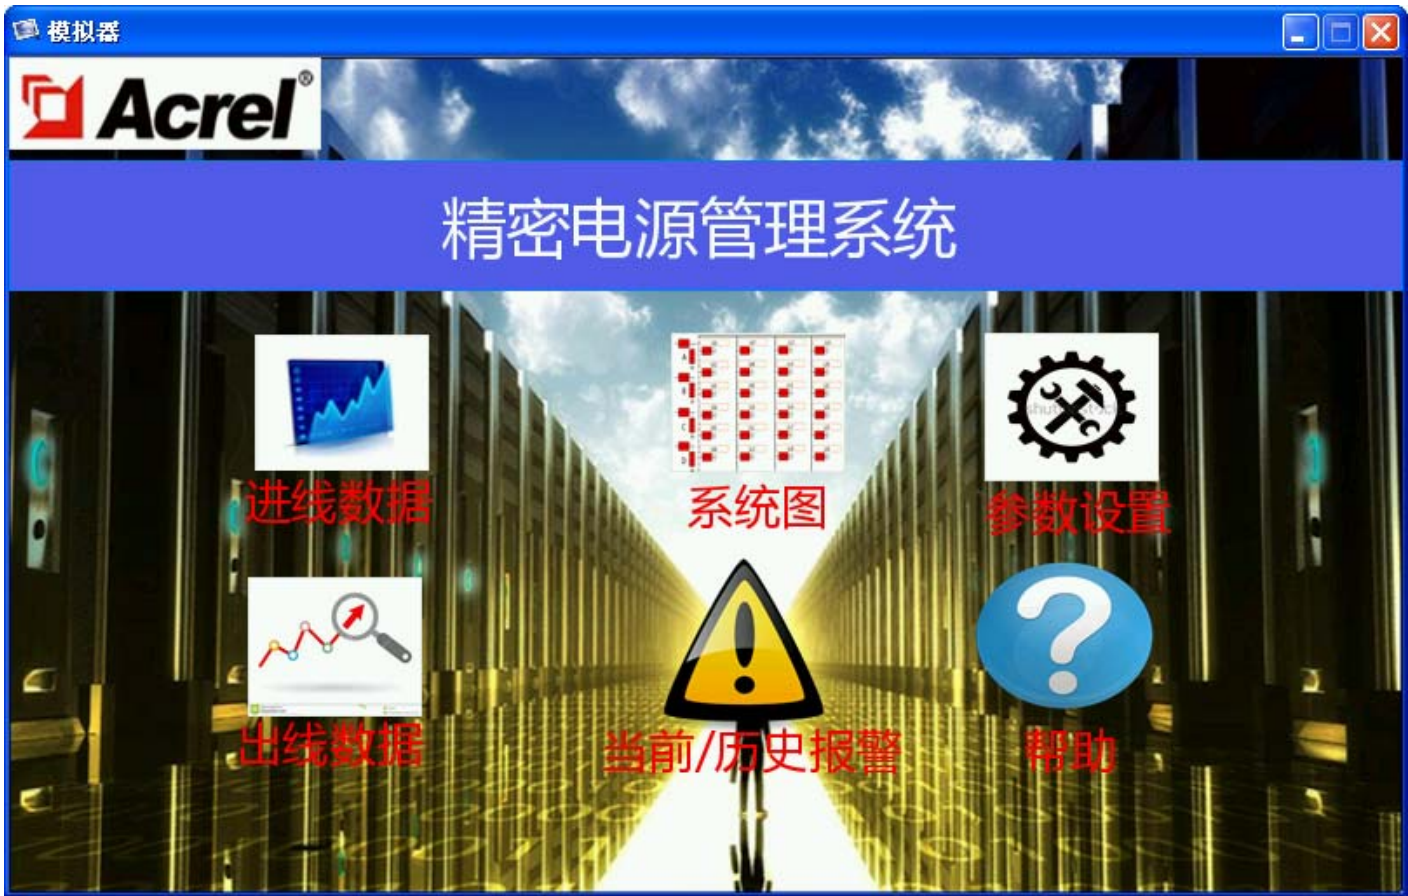 模拟器
Acrel®
精密电源管理系统
进线数据
系统图
参数设置
出线数据
当前/历史报警
帮助